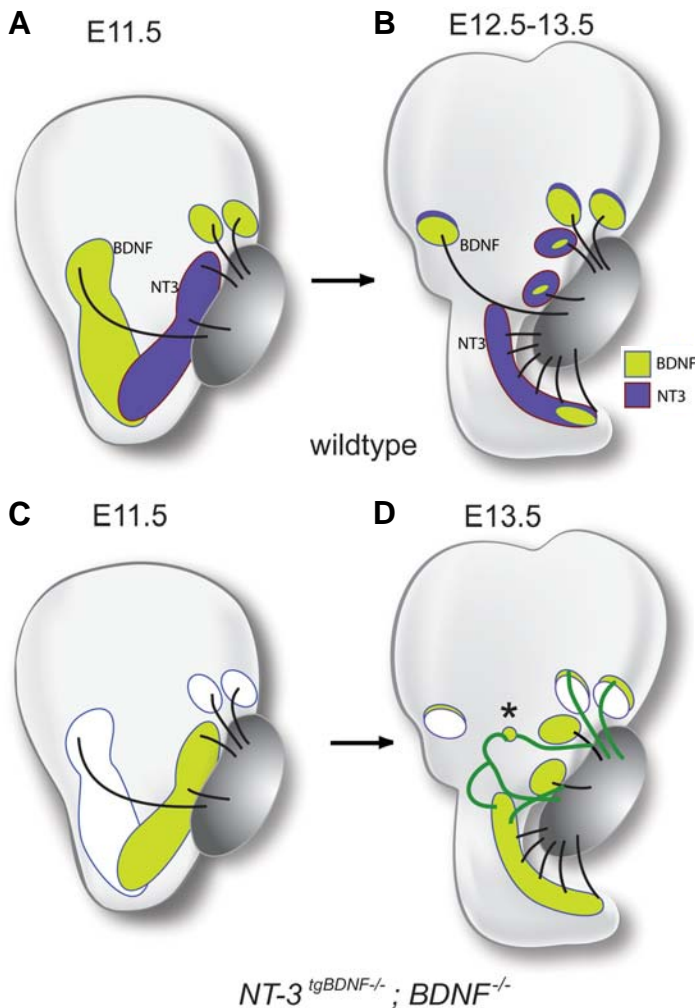 A
E11.5
B
E12.5-13.5
BDNF
NT3
BDNF
NT3
BDNF
NT3
wildtype
C
E11.5
D
E13.5
*
NT-3 tgBDNF-/- ; BDNF-/-